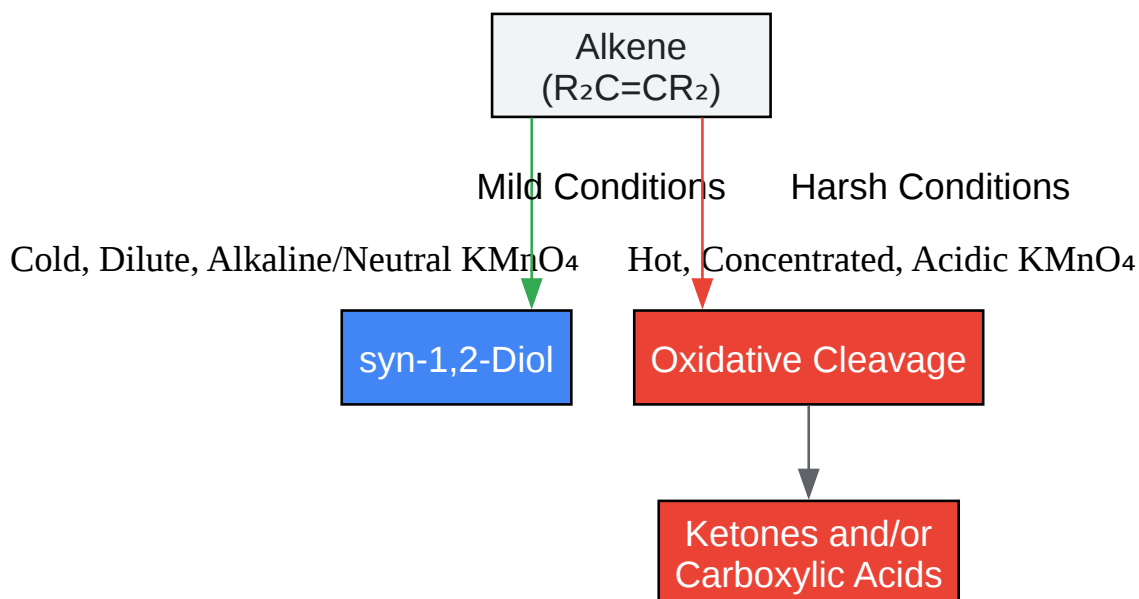 Alkene
(R₂C=CR₂)
Mild Conditions
Harsh Conditions
Cold, Dilute, Alkaline/Neutral KMnO₄
Hot, Concentrated, Acidic KMnO₄
syn-1,2-Diol
Oxidative Cleavage
Ketones and/or
Carboxylic Acids